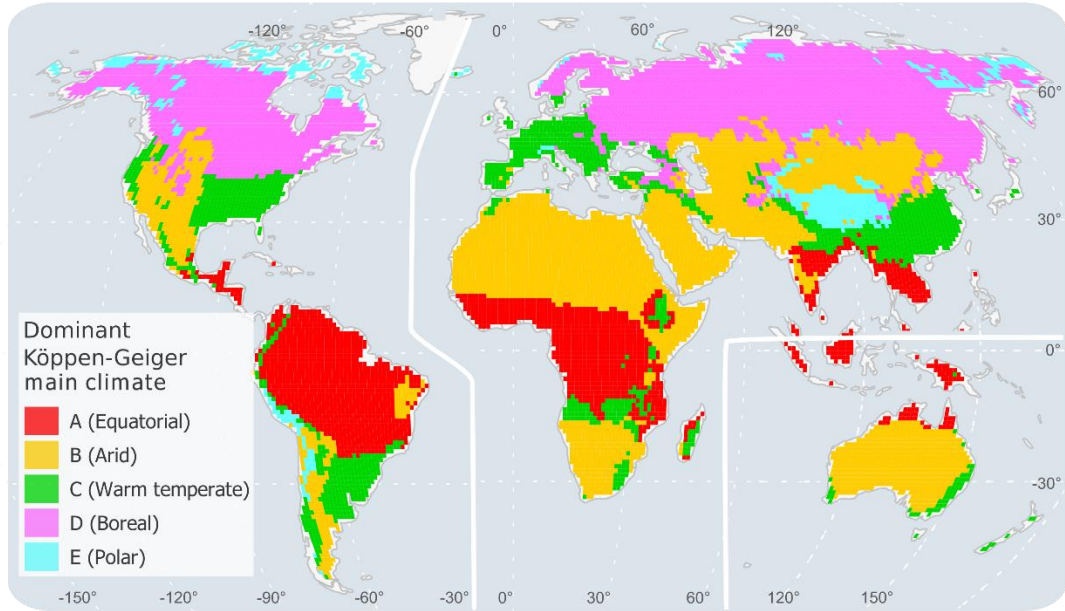 -120°
-60°
0°
120°
60°
30°
0°
-30°
Dominant
Köppen-Geiger
main climate
A (Equatorial)
B (Arid)
C (Warm temperate)
D (Boreal)
E (Polar)
-150°
-120°
-90°
-60°
-30°
0°
30°
60°
120°
150°